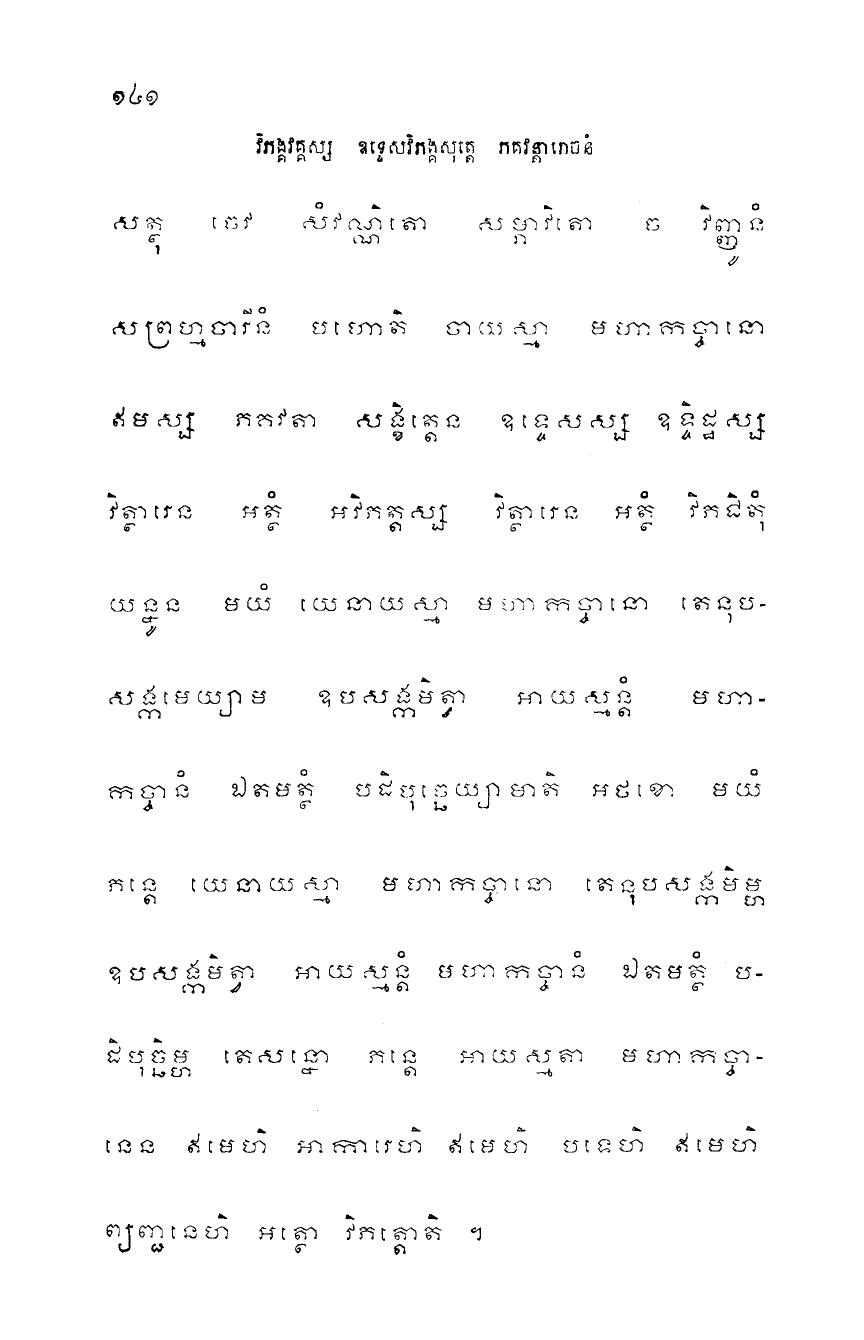 ១៤១
វិភង្គវគ្គស្ស ឧទ្ទេសវិភង្គសុត្តេ ភគវន្តារោចនំ
សត្ថុ ចេវ សំវណ្ណិតោ សម្ភាវិតោ ច វិញ្ញូនំ
សព្រហ្មចារីនំ បហោតិ ចាយស្មា មហាកច្ចានោ
ឥមស្ស ភគវតា សង្ខិត្តេន ឧទ្ទេសស្ស ឧទ្ទិដ្ឋស្ស
វិត្ថារេន អត្ថំ អវិភត្តស្ស វិត្ថារេន អត្ថំ វិភជិតុំ
យន្នូន មយំ យេនាយស្មា មហាកច្ចានោ តេនុប-
សង្កមេយ្យាម ឧបសង្កមិត្វា អាយស្មន្តំ មហា-
កច្ចានំ ឯតមត្ថំ បដិបុច្ឆេយ្យាមាតិ អថខោ មយំ
ភន្តេ យេនាយស្មា មហាកច្ចានោ តេនុបសង្កមិម្ហ
ឧបសង្កមិត្វា អាយស្មន្តំ មហាកច្ចានំ ឯតមត្ថំ ប-
ដិបុច្ឆិម្ហ តេសន្នោ ភន្តេ អាយស្មតា មហាកច្ចា-
នេន ឥមេហិ អាការេហិ ឥមេហិ បទេហិ ឥមេហិ
ព្យញ្ជនេហិ អត្ថោ វិភត្តោតិ ។